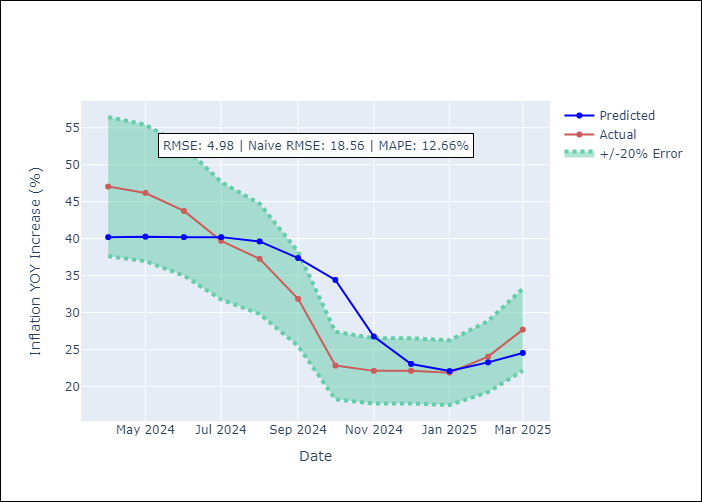 RMSE: 4.98 | Naive RMSE: 18.56 | MAPE: 12.66%
Predicted
Actual
+/-20% Error
Inflation YOY Increase (%)
55
50
45
40
35
30
25
20
May 2024
Jul 2024
Sep 2024
Nov 2024
Jan 2025
Mar 2025
Date